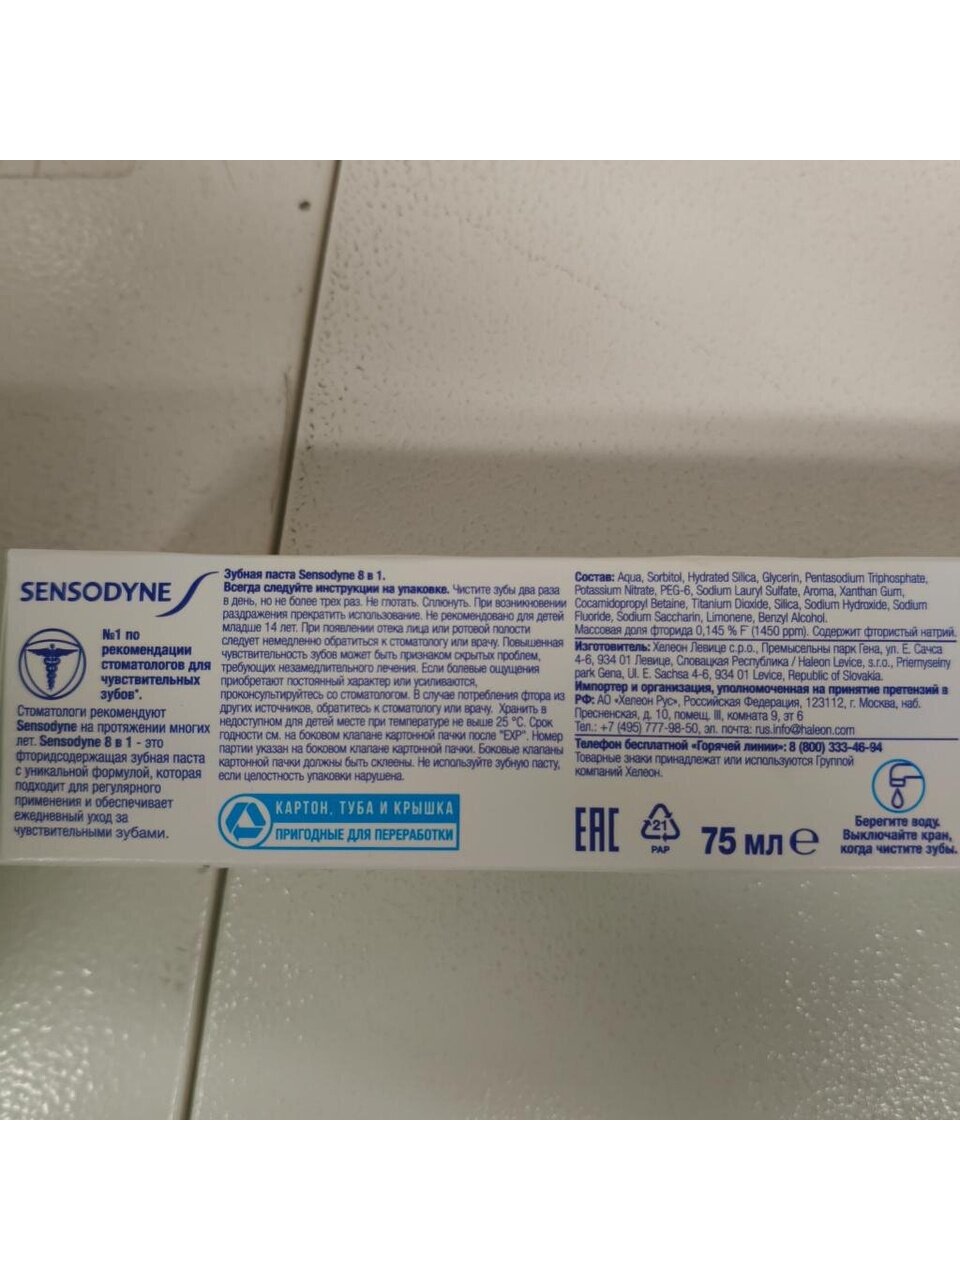 SENSODYNE
№1 по
рекомендации
стоматологов для
чувствительных
зубов*.
Стоматологи рекомендуют
Sensodyne на протяжении многих
лет. Sensodyne 8 в 1 - это
фторидсодержащая зубная паста
с уникальной формулой, которая
подходит для регулярного
применения и обеспечивает
ежедневный уход за
чувствительными зубами.
Зубная паста Sensodyne 8 в 1.
Всегда следуйте инструкции на упаковке. Чистите зубы два раза
в день, но не более трех раз. Не глотать. Сплюнуть. При возникновении
раздражения прекратить использование. Не рекомендовано для детей
младше 14 лет. При появлении отека лица или ротовой полости
следует немедленно обратиться к стоматологу или врачу. Повышенная
чувствительность зубов может быть признаком скрытых проблем,
требующих незамедлительного лечения. Если болевые ощущения
приобретают постоянный характер или усиливаются,
проконсультируйтесь со стоматологом. В случае потребления фтора из
других источников, обратитесь к стоматологу или врачу. Хранить в
недоступном для детей месте при температуре не выше 25 °C. Срок
годности см. на боковом клапане картонной пачки после "EXP". Номер
партии указан на боковом клапане картонной пачки. Боковые клапаны
картонной пачки должны быть склеены. Не используйте зубную пасту,
если целостность упаковки нарушена.
КАРТОН, ТУБА И КРЫШКА
ПРИГОДНЫЕ ДЛЯ ПЕРЕРАБОТКИ
Состав: Aqua, Sorbitol, Hydrated Silica, Glycerin, Pentasodium Triphosphate,
Potassium Nitrate, PEG-6, Sodium Lauryl Sulfate, Aroma, Xanthan Gum,
Cocamidopropyl Betaine, Titanium Dioxide, Silica, Sodium Hydroxide, Sodium
Fluoride, Sodium Saccharin, Limonene, Benzyl Alcohol.
Массовая доля фторида 0,145 % F⁻ (1450 ppm). Содержит фтористый натрий.
Изготовитель: Хелеон Левице с.р.о., Премысельны парк Гена, ул. Е. Сачса
4-6, 934 01 Левице, Словацкая Республика / Haleon Levice, s.r.o., Priemyselny
park Gena, Ul. E. Sachsa 4-6, 934 01 Levice, Republic of Slovakia.
Импортер и организация, уполномоченная на принятие претензий в
РФ: АО «Хелеон Рус», Российская Федерация, 123112, г. Москва, наб.
Пресненская, д. 10, помещ. III, комната 9, эт 6
Тел.: +7 (495) 777-98-50, эл. почта: rus.info@haleon.com
Телефон бесплатной «Горячей линии»: 8 (800) 333-46-94
Товарные знаки принадлежат или используются Группой
компаний Хелеон.
EAC
21
PAP
75 мл e
Берегите воду.
Выключайте кран,
когда чистите зубы.